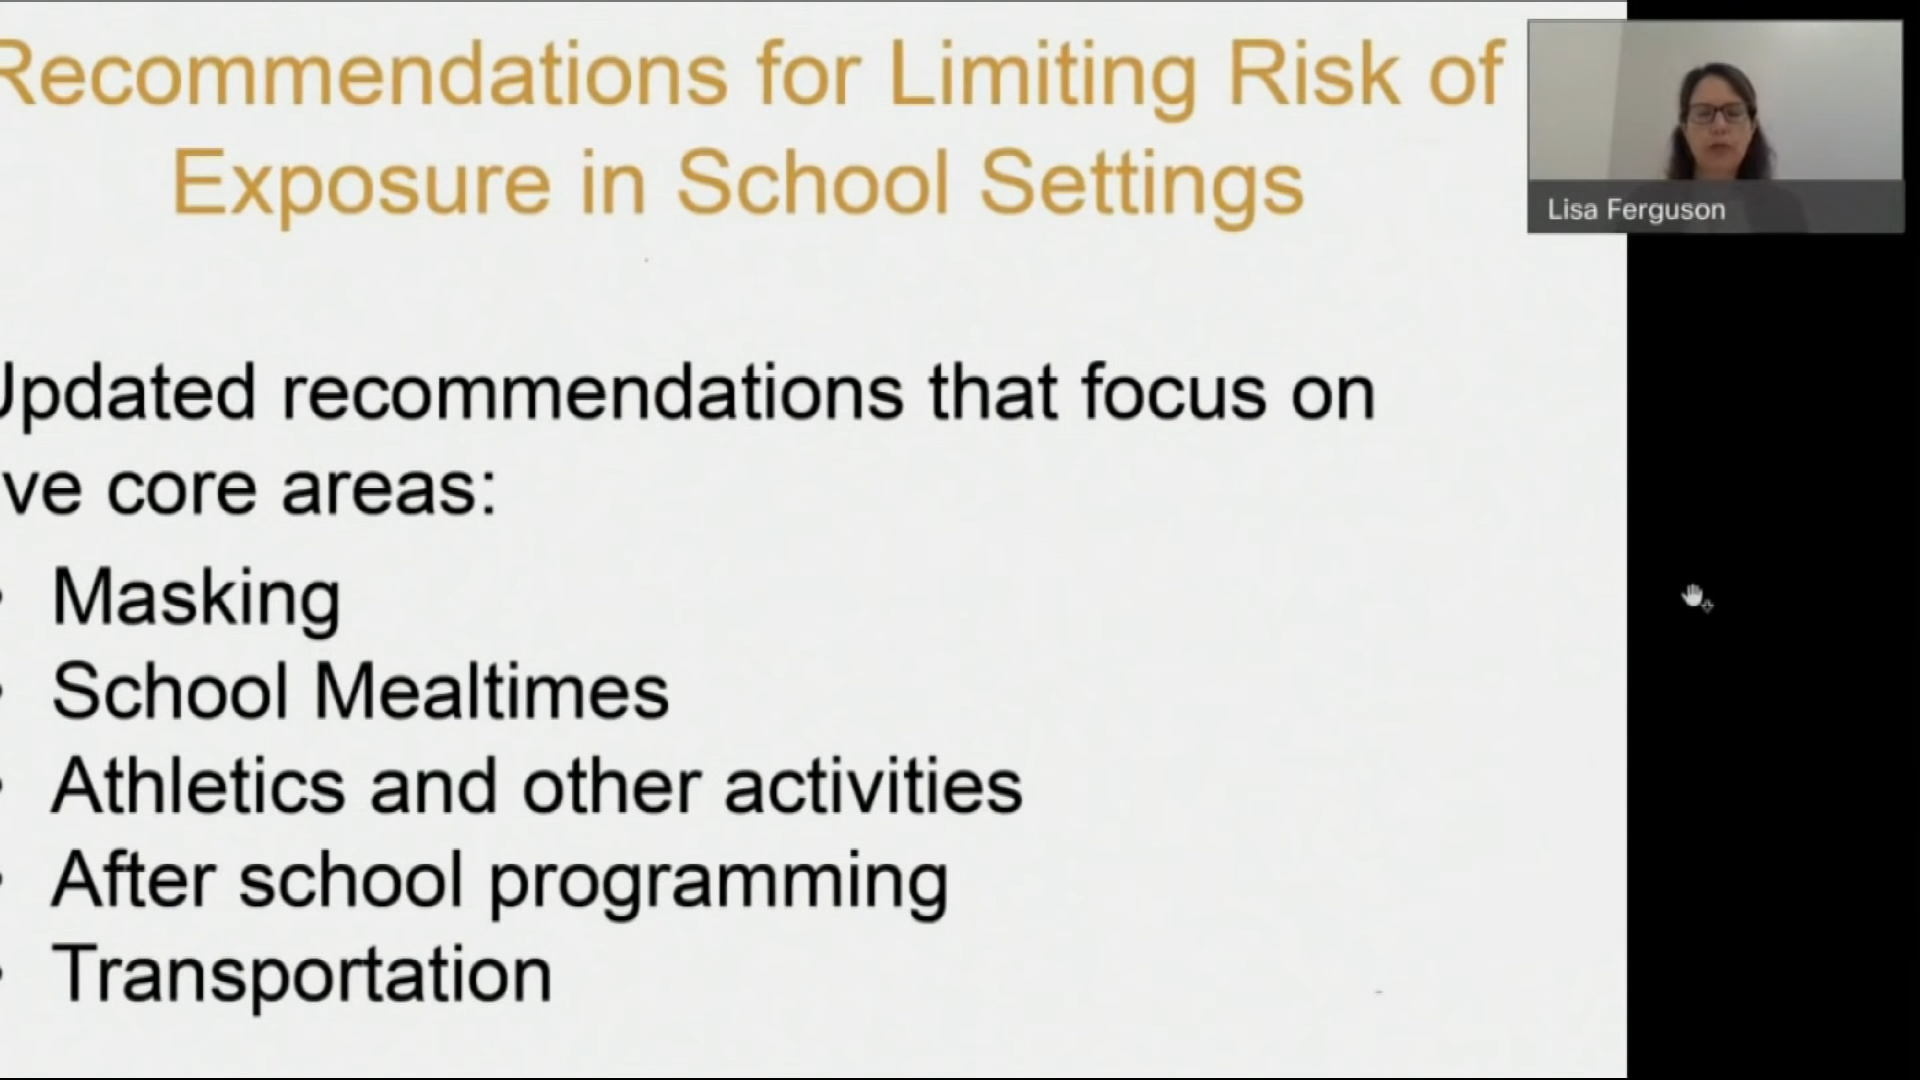 Recommendations for Limiting Risk of
Exposure in School Settings
Lisa Ferguson
Updated recommendations that focus on
ve core areas:
• Masking
• School Mealtimes
• Athletics and other activities
• After school programming
• Transportation